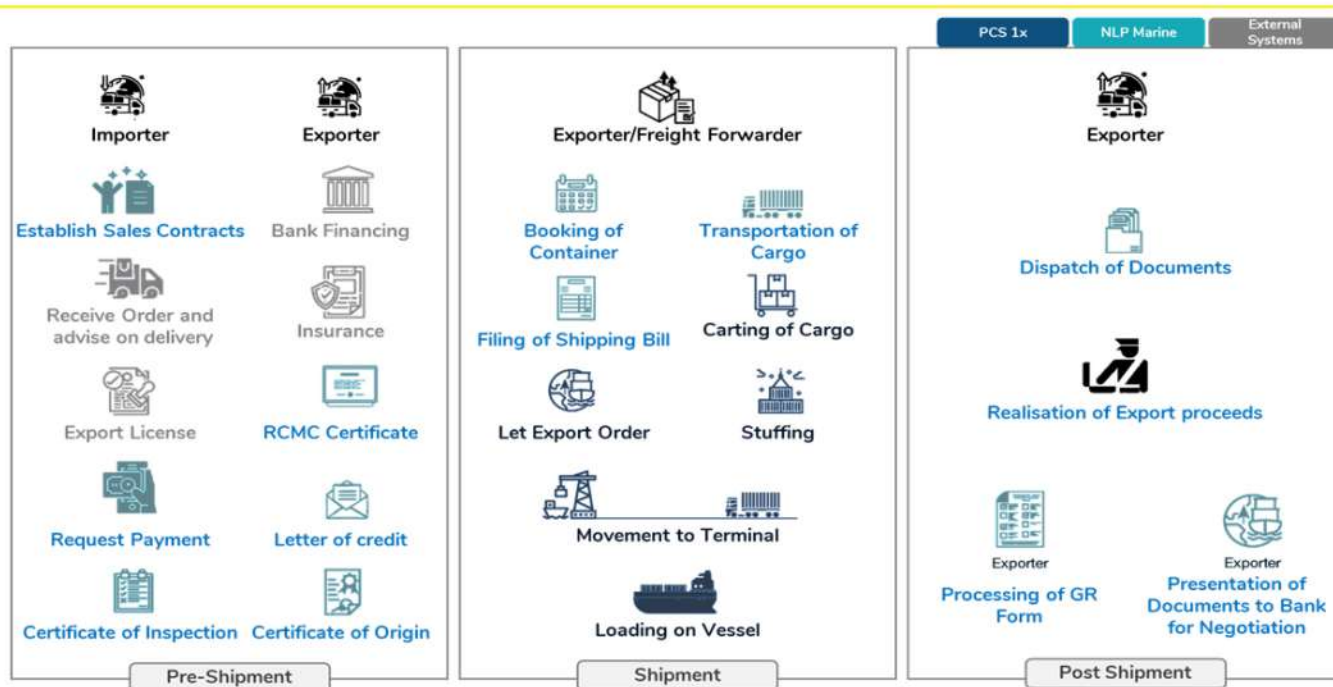 PCS 1x
NLP Marine
External
Systems
Importer
Exporter
Establish Sales Contracts
Bank Financing
Receive Order and
advise on delivery
Insurance
Export License
RCMC Certificate
Request Payment
Letter of credit
Certificate of Inspection
Certificate of Origin
Pre-Shipment
Exporter/Freight Forwarder
Booking of
Container
Transportation of
Cargo
Filing of Shipping Bill
Carting of Cargo
Let Export Order
Stuffing
Movement to Terminal
Loading on Vessel
Shipment
Exporter
Dispatch of Documents
Realisation of Export proceeds
Exporter
Processing of GR
Form
Exporter
Presentation of
Documents to Bank
for Negotiation
Post Shipment